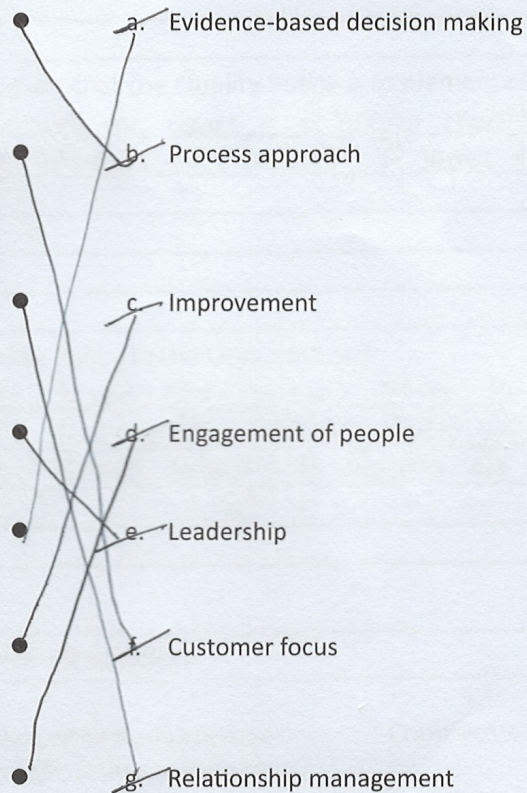 a. Evidence-based decision making
b. Process approach
c. Improvement
d. Engagement of people
e. Leadership
f. Customer focus
g. Relationship management